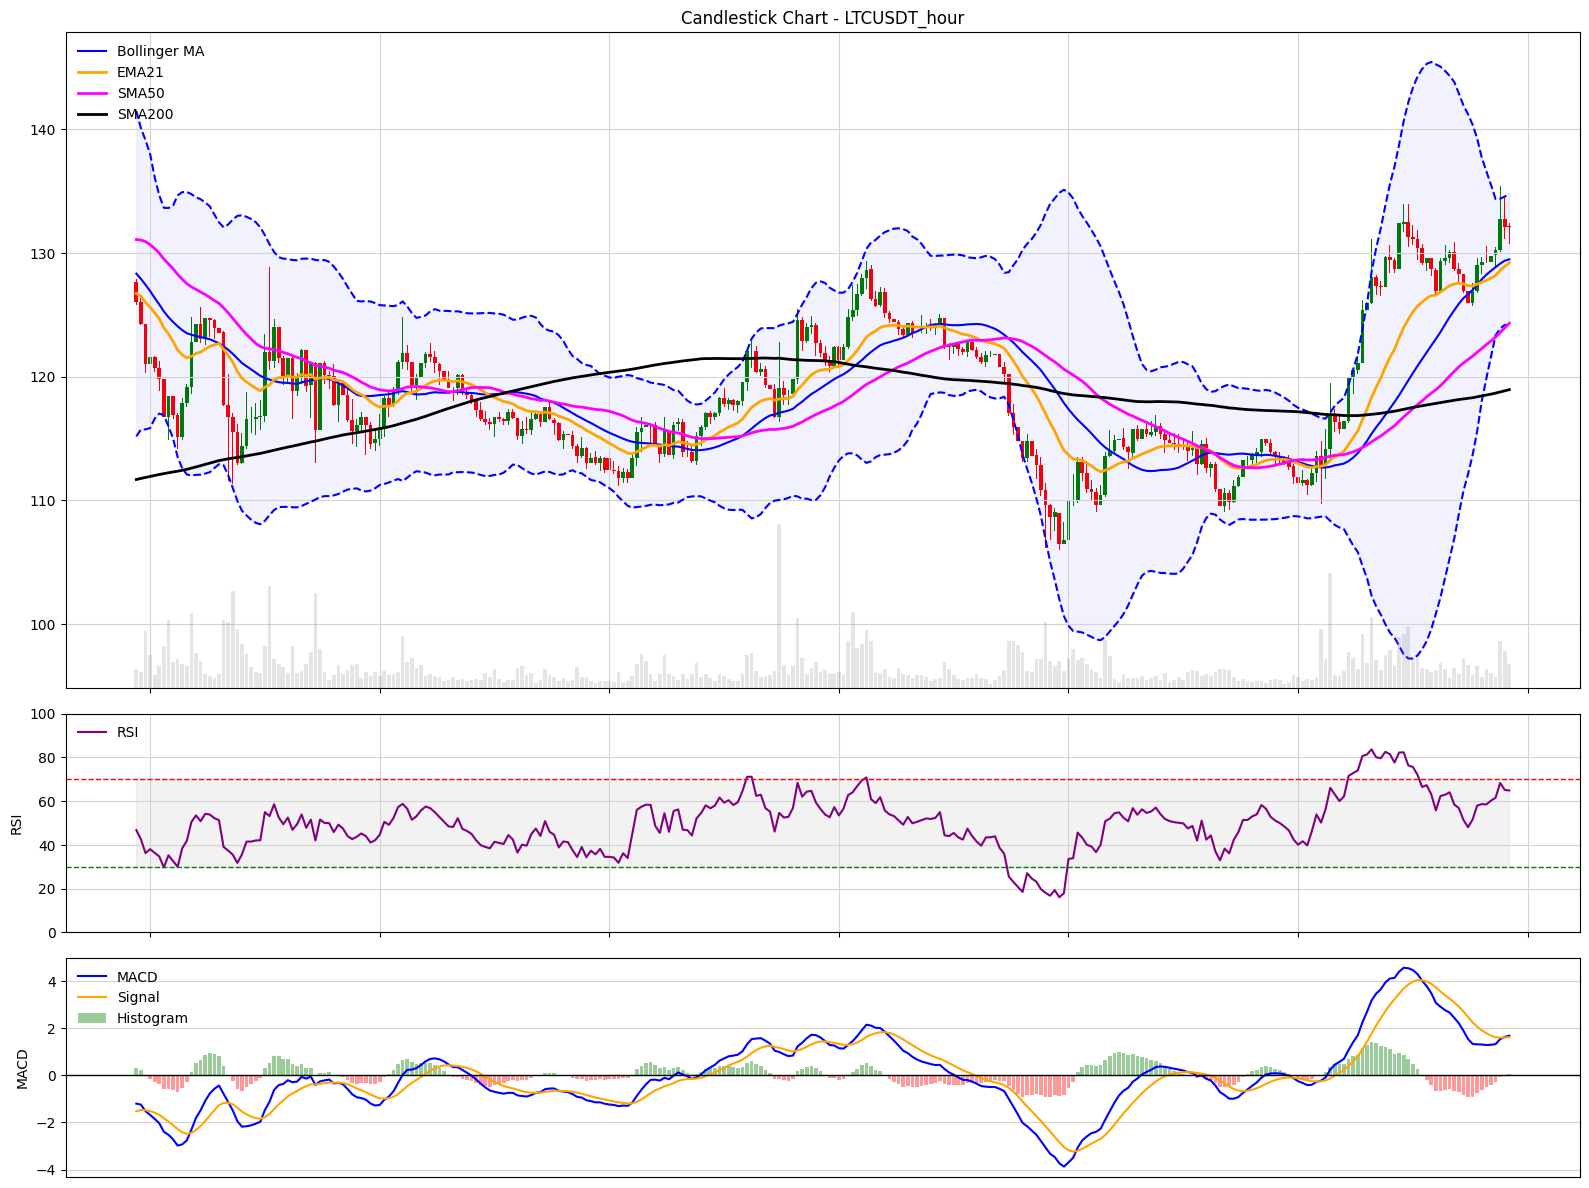 Candlestick Chart - LTCUSDT_hour
Bollinger MA
EMA21
SMA50
SMA200
140
130
120
110
100
RSI
100
80
60
40
20
0
RSI
MACD
Signal
Histogram
4
2
0
−2
−4
MACD